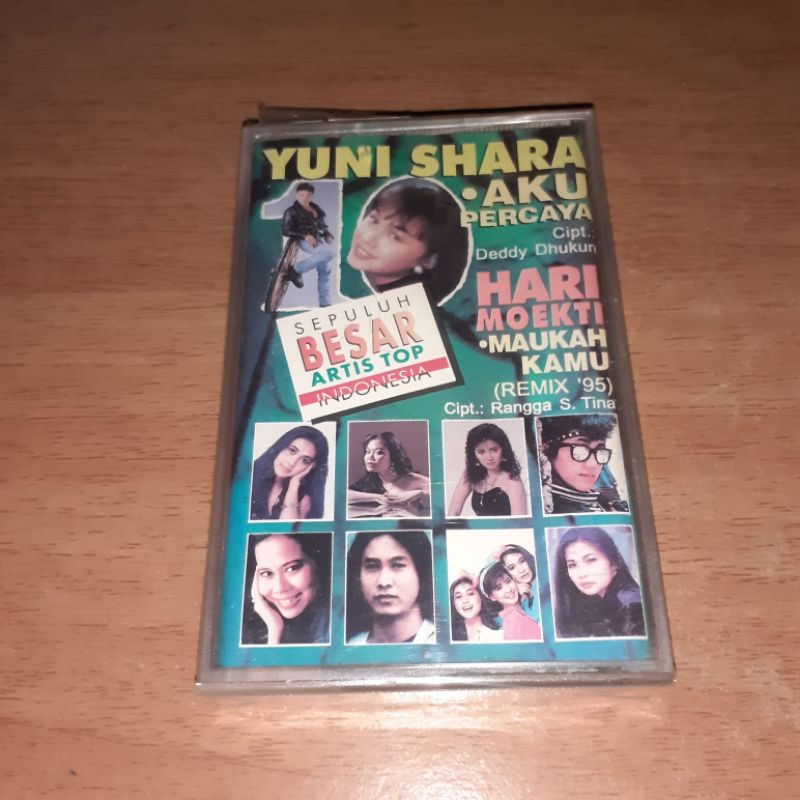 YUNI SHARA
• AKU
PERCAYA
Cipt.:
Deddy Dhukun
10
SEPULUH
BESAR
ARTIS TOP
INDONESIA
HARI
MOEKTI
• MAUKAH
KAMU
(REMIX '95)
Cipt.: Rangga S. Tina